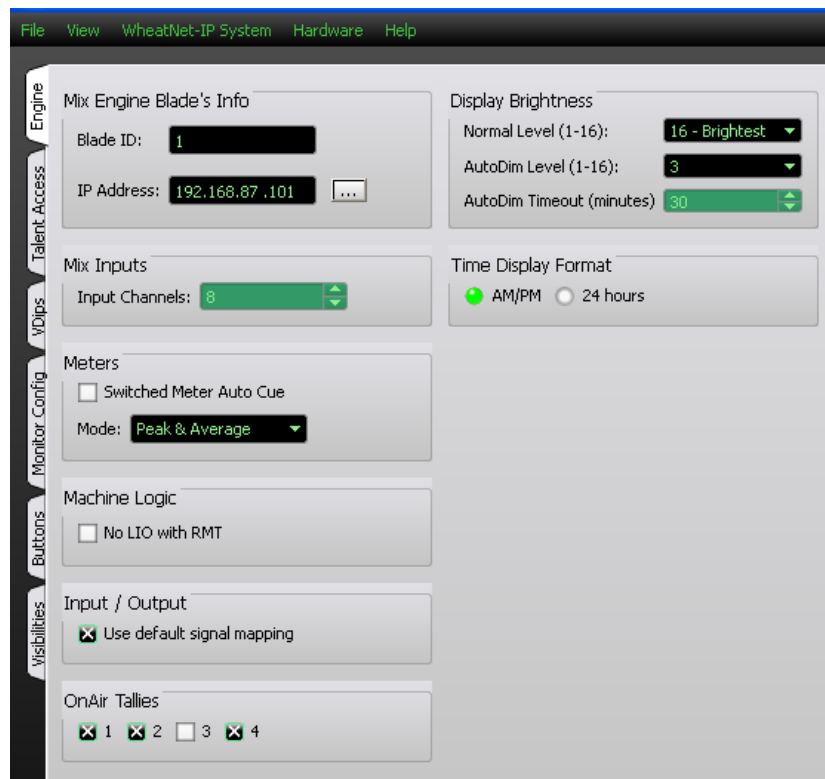 File View WheatNet-IP System Hardware Help
Engine
Talent Access
VDips
Monitor Config
Buttons
Visibilities
Mix Engine Blade's Info
Blade ID: 1
IP Address: 192.168.87 .101 ...
Mix Inputs
Input Channels: 8
Meters
Switched Meter Auto Cue
Mode: Peak & Average
Machine Logic
No LIO with RMT
Input / Output
Use default signal mapping
OnAir Tallies
1 2 3 4
Display Brightness
Normal Level (1-16): 16 - Brightest
AutoDim Level (1-16): 3
AutoDim Timeout (minutes) 30
Time Display Format
AM/PM 24 hours